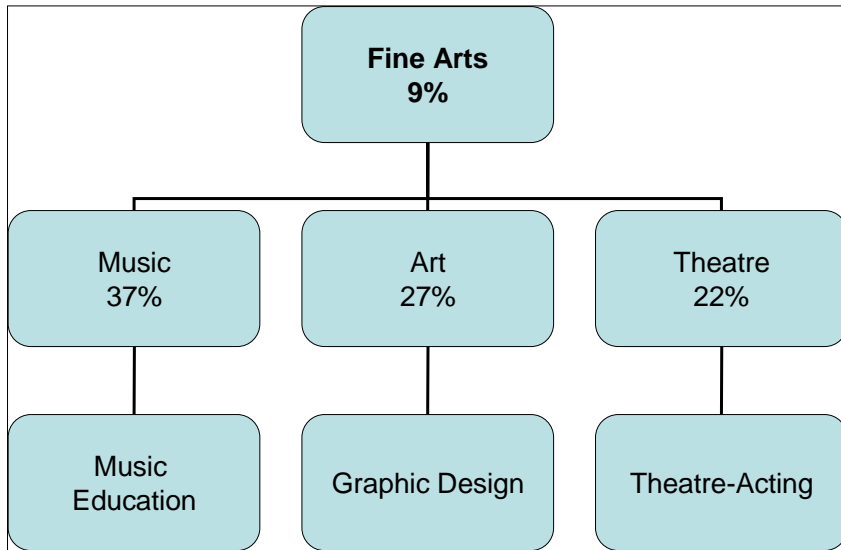 Fine Arts
9%
Music
37%
Art
27%
Theatre
22%
Music
Education
Graphic Design
Theatre-Acting